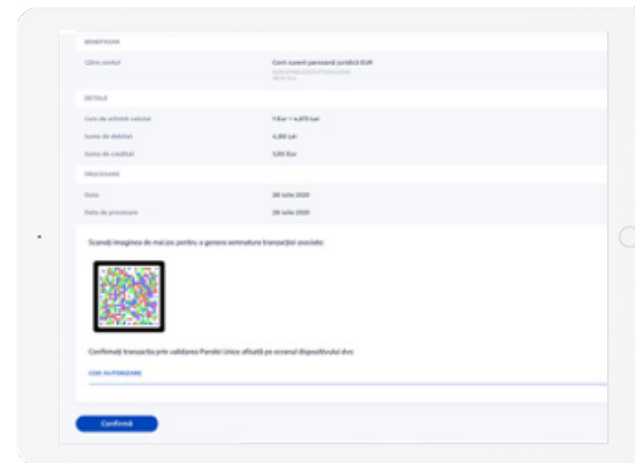 BENEFICIAR
Către contul Cont curent persoană juridică EUR
DETALII
Curs de schimb valutar 1 Eur = 4,875 Lei
Suma de debitat 4,88 Lei
Suma de creditat 1,00 Eur
PROCESARE
Data 28 iulie 2020
Data de procesare 28 iulie 2020
Scanați imaginea de mai jos pentru a genera semnatura tranzacției asociate:
Confirmați tranzactia prin validarea Parolei Unice afișată pe ecranul dispozitivului dvs:
COD AUTORIZARE
Confirmă